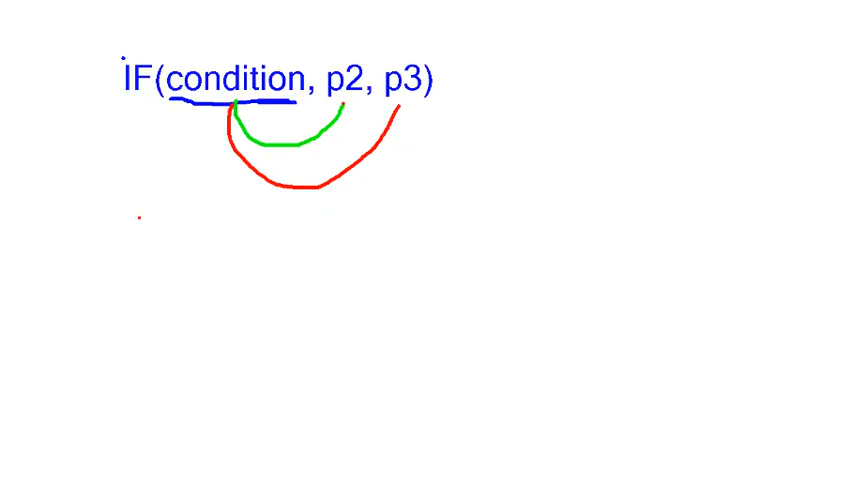 IF(condition, p2, p3)